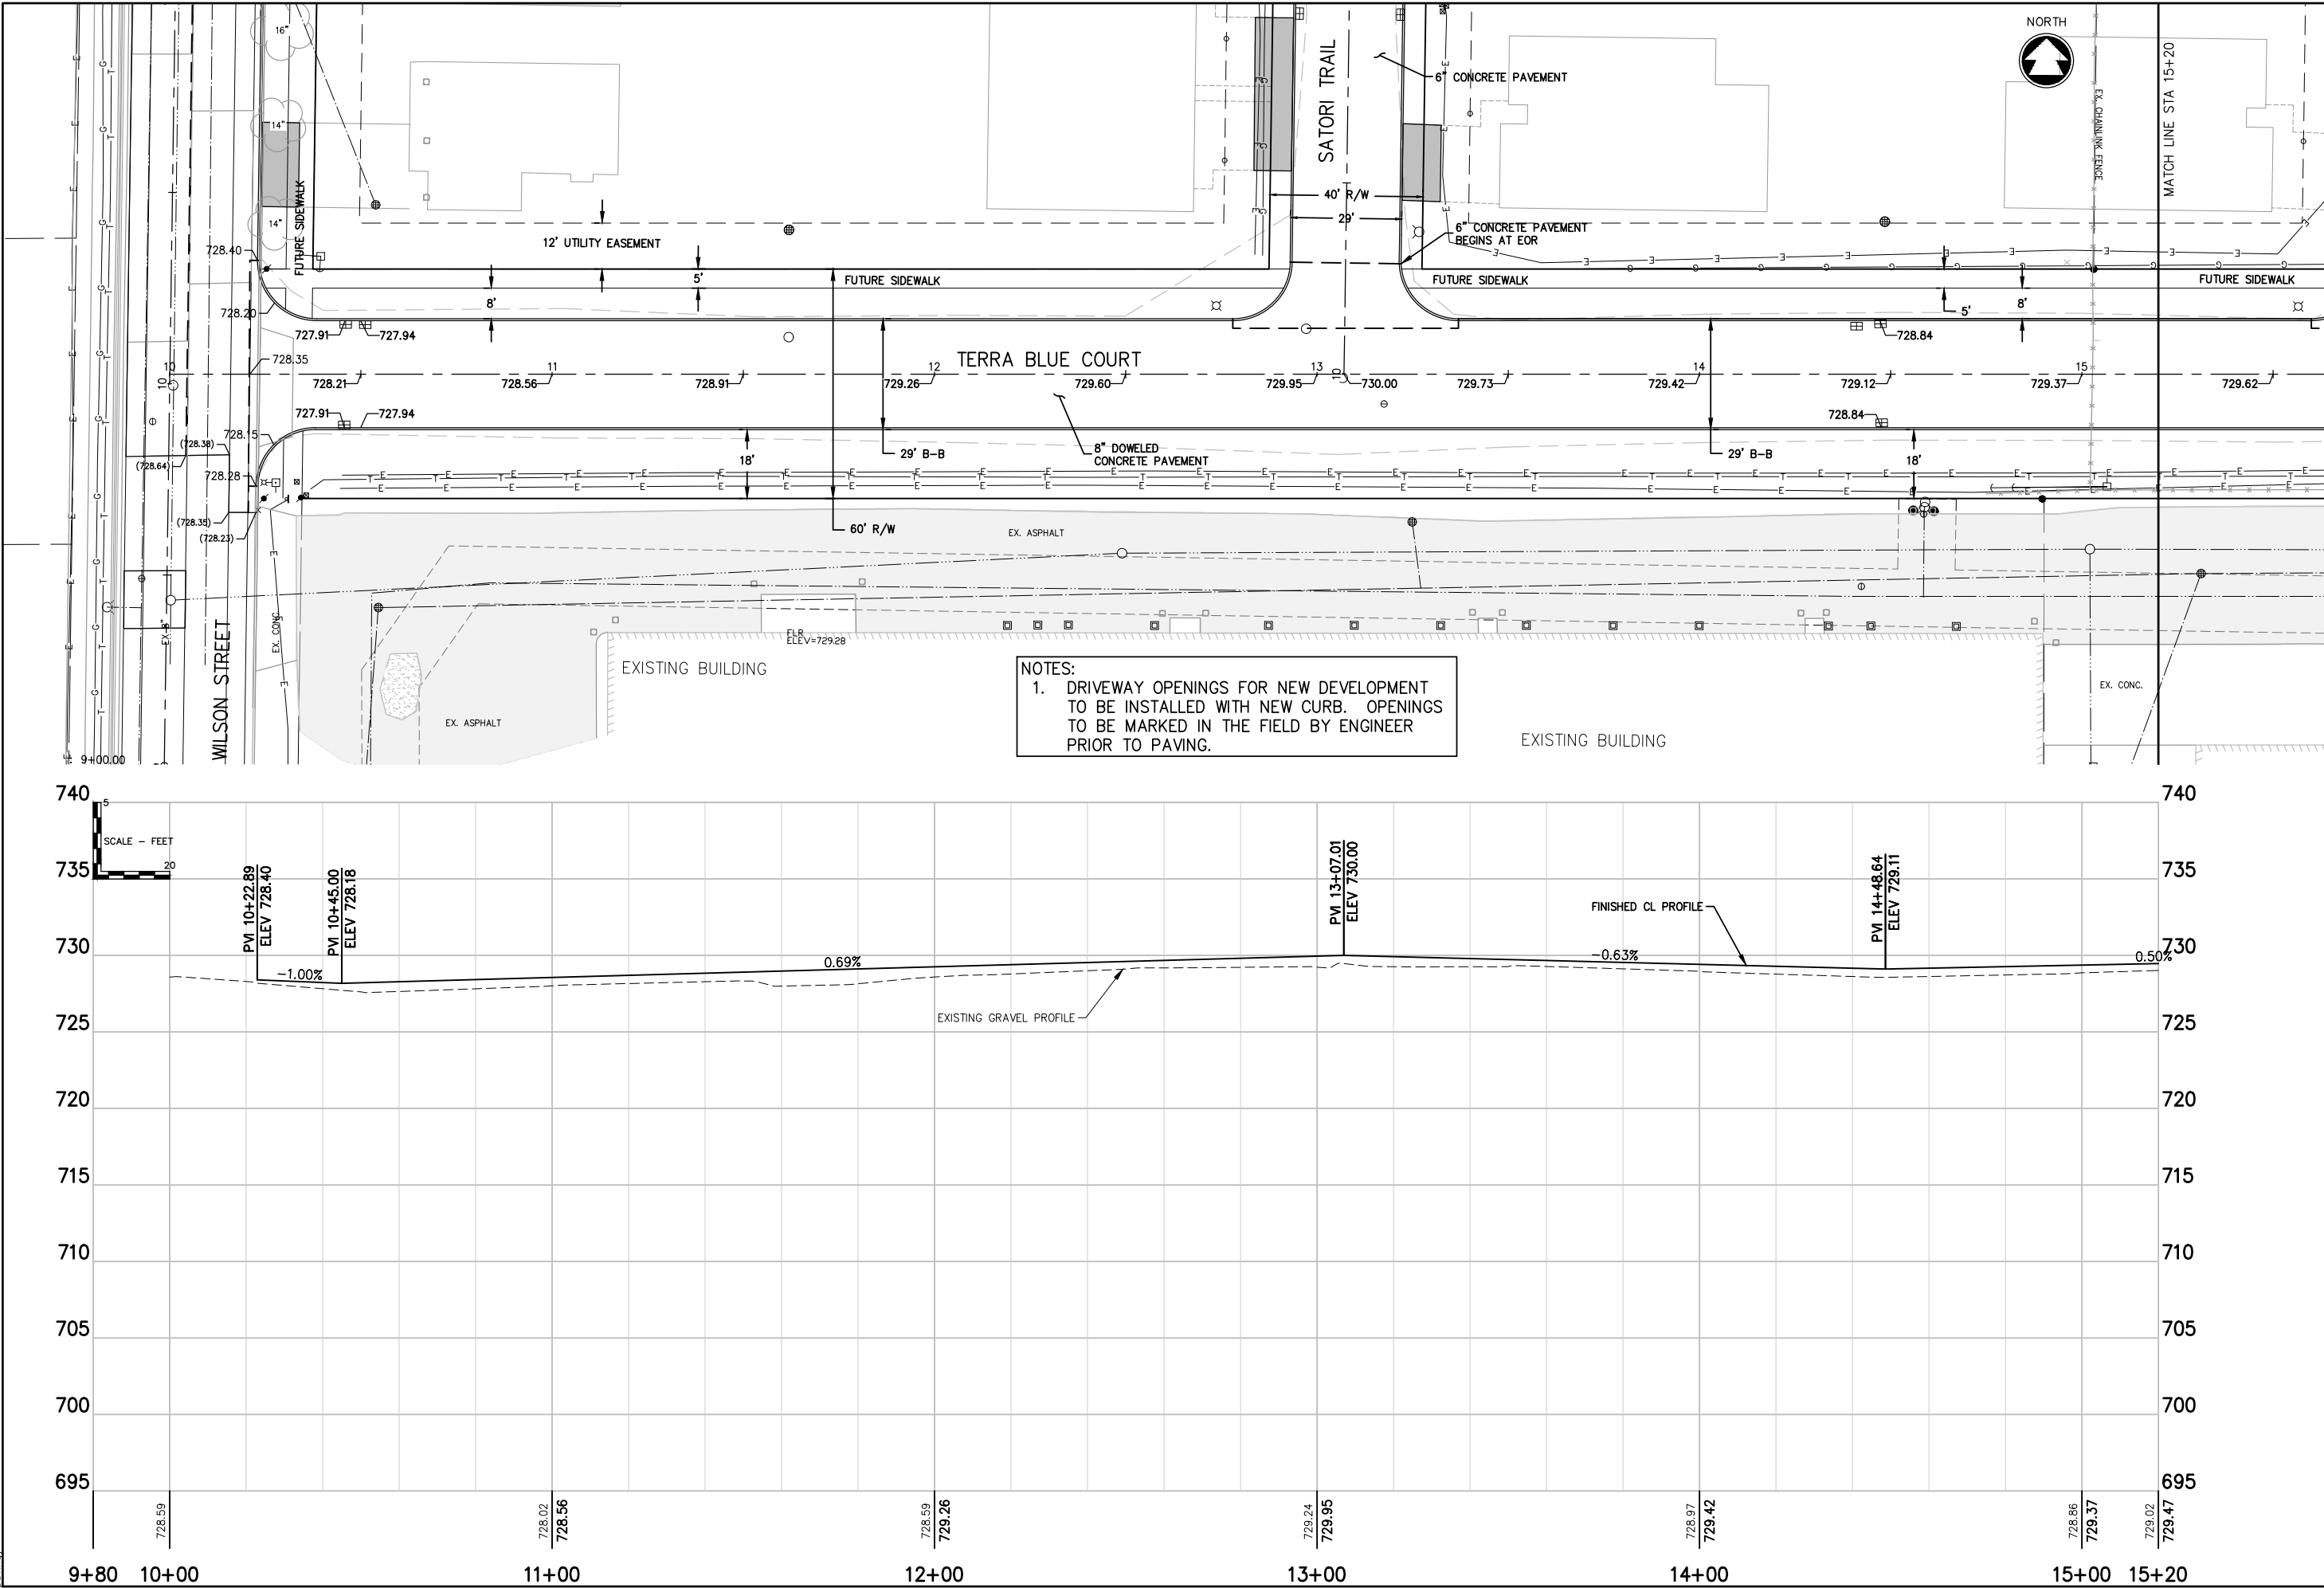 16"
14"
14"
FUTURE SIDEWALK
728.40
728.20
12' UTILITY EASEMENT
5'
8'
FUTURE SIDEWALK
SATORI TRAIL
6" CONCRETE PAVEMENT
40' R/W
29'
6" CONCRETE PAVEMENT
BEGINS AT EOR
FUTURE SIDEWALK
NORTH
EX. CHAINLINK FENCE
MATCH LINE STA 15+20
5'
8'
FUTURE SIDEWALK
727.91
727.94
728.84
728.35
TERRA BLUE COURT
10
11
12
13
14
15
10
10
728.21
728.56
728.91
729.26
729.60
729.95
730.00
729.73
729.42
729.12
729.37
729.62
727.91
727.94
728.84
728.15
(728.38)
(728.64)
728.28
(728.35)
(728.23)
18'
29' B-B
8" DOWELED
CONCRETE PAVEMENT
29' B-B
18'
60' R/W
EX. ASPHALT
EX-8"
WILSON STREET
EX. CONC.
FLR
ELEV=729.28
EXISTING BUILDING
EX. ASPHALT
NOTES:
1. DRIVEWAY OPENINGS FOR NEW DEVELOPMENT
TO BE INSTALLED WITH NEW CURB. OPENINGS
TO BE MARKED IN THE FIELD BY ENGINEER
PRIOR TO PAVING.
EXISTING BUILDING
EX. CONC.
9+00.00
740
5
SCALE - FEET
20
740
735
735
PVI 10+22.89
ELEV 728.40
PVI 10+45.00
ELEV 728.18
PVI 13+07.01
ELEV 730.00
PVI 14+48.64
ELEV 729.11
FINISHED CL PROFILE
730
-1.00%
0.69%
-0.63%
0.50%
730
EXISTING GRAVEL PROFILE
725
725
720
720
715
715
710
710
705
705
700
700
695
695
728.59
728.02
728.56
728.59
729.26
729.24
729.95
728.97
729.42
728.86
729.37
729.02
729.47
9+80
10+00
11+00
12+00
13+00
14+00
15+00
15+20